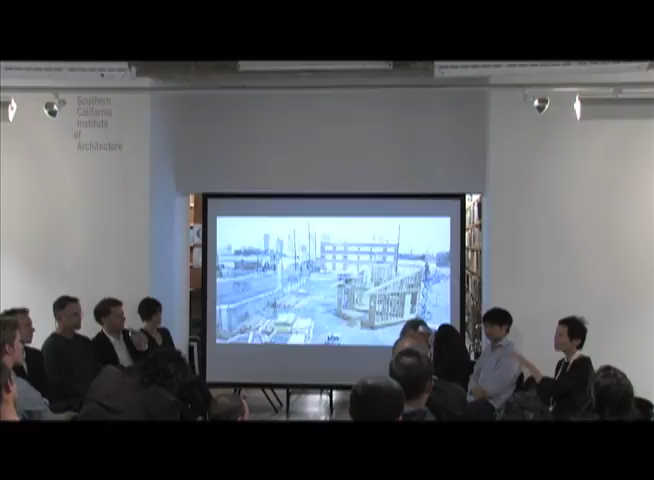 Southern
California
Institute
of
Architecture